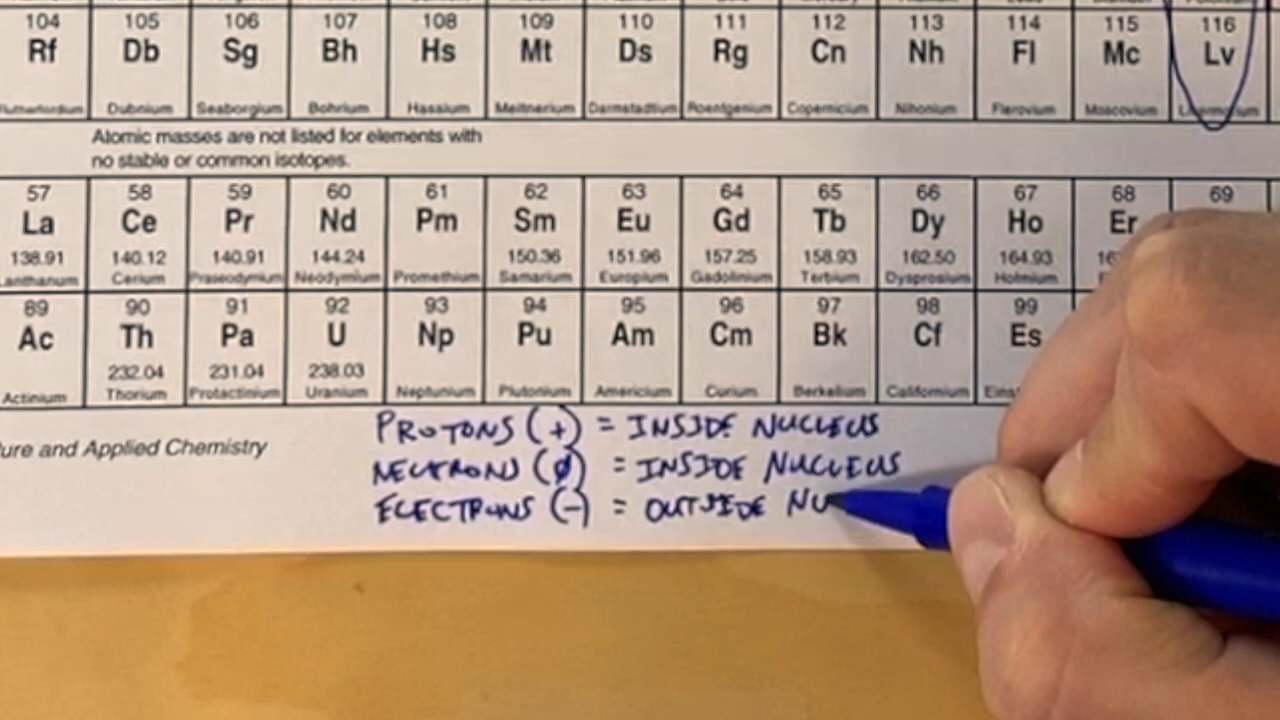 104 105 106 107 108 109 110 111 112 113 114 115 116
Rf Db Sg Bh Hs Mt Ds Rg Cn Nh Fl Mc Lv
Dubnium Seaborgium Bohrium Hassium Meitnerium Darmstadtium Roentgenium Copernicium Nihonium Flerovium Moscovium
Atomic masses are not listed for elements with
no stable or common isotopes.
57 58 59 60 61 62 63 64 65 66 67 68 69
La Ce Pr Nd Pm Sm Eu Gd Tb Dy Ho Er
138.91 140.12 140.91 144.24 150.36 151.96 157.25 158.93 162.50 164.93
anthanum Cerium Praseodymium Neodymium Promethium Samarium Europium Gadolinium Terbium Dysprosium Holmium
89 90 91 92 93 94 95 96 97 98 99
Ac Th Pa U Np Pu Am Cm Bk Cf Es
232.04 231.04 238.03
Actinium Thorium Protactinium Uranium Neptunium Plutonium Americium Curium Berkelium Californium Eins
PROTONS (+) = INSIDE NUCLEUS
ure and Applied Chemistry
NEUTRONS (0) = INSIDE NUCLEUS
ELECTRONS (-) = OUTSIDE NU